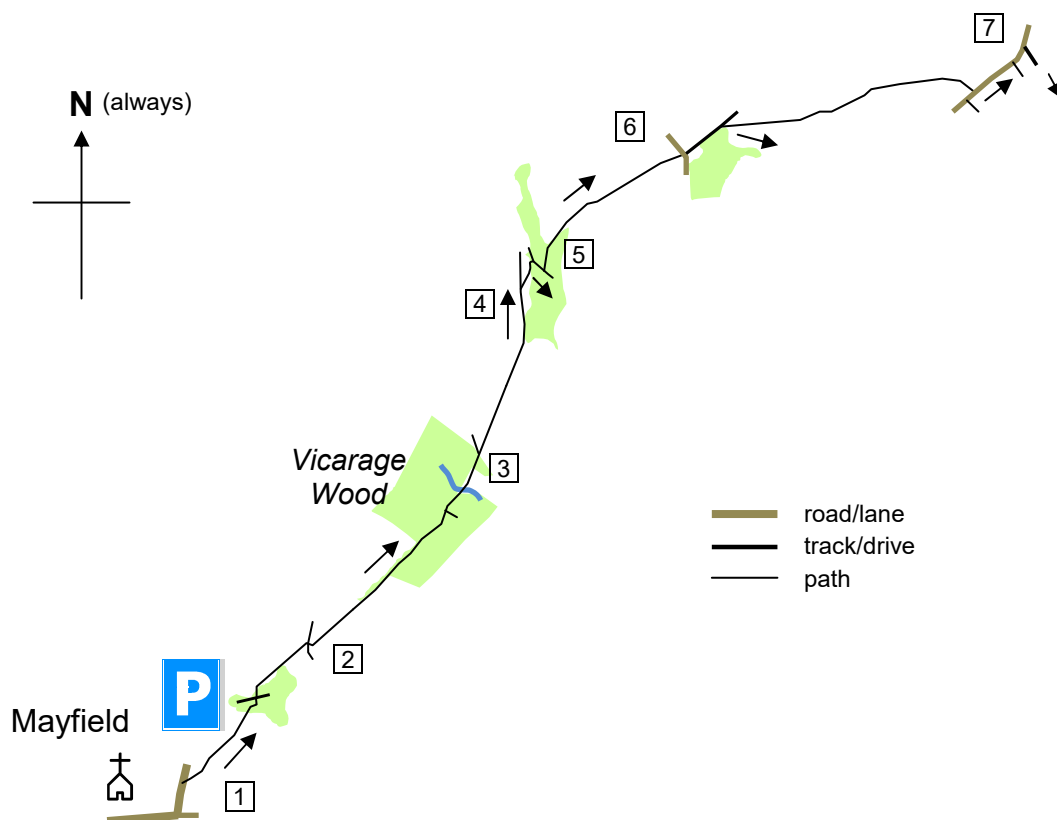 7
N (always)
6
5
4
Vicarage
Wood
3
road/lane
track/drive
path
2
P
Mayfield
1